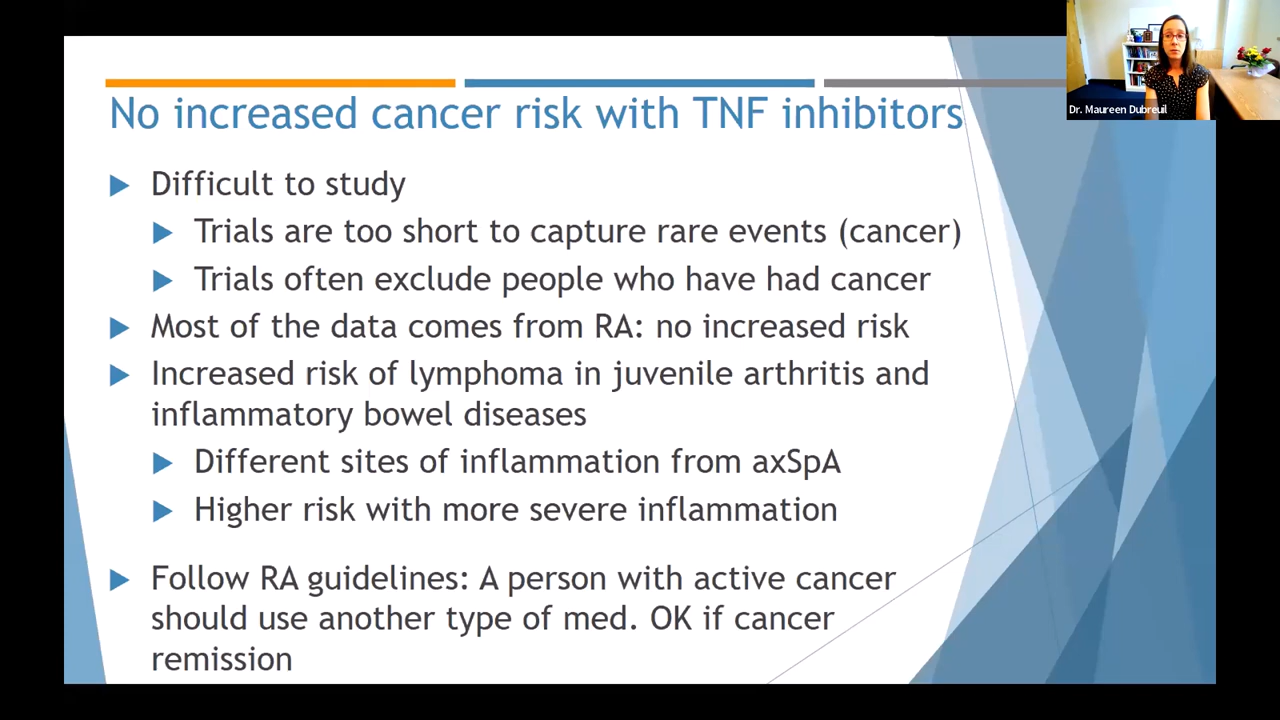 No increased cancer risk with TNF inhibitors
Dr. Maureen Dubreuil
Difficult to study
Trials are too short to capture rare events (cancer)
Trials often exclude people who have had cancer
Most of the data comes from RA: no increased risk
Increased risk of lymphoma in juvenile arthritis and
inflammatory bowel diseases
Different sites of inflammation from axSpA
Higher risk with more severe inflammation
Follow RA guidelines: A person with active cancer
should use another type of med. OK if cancer
remission